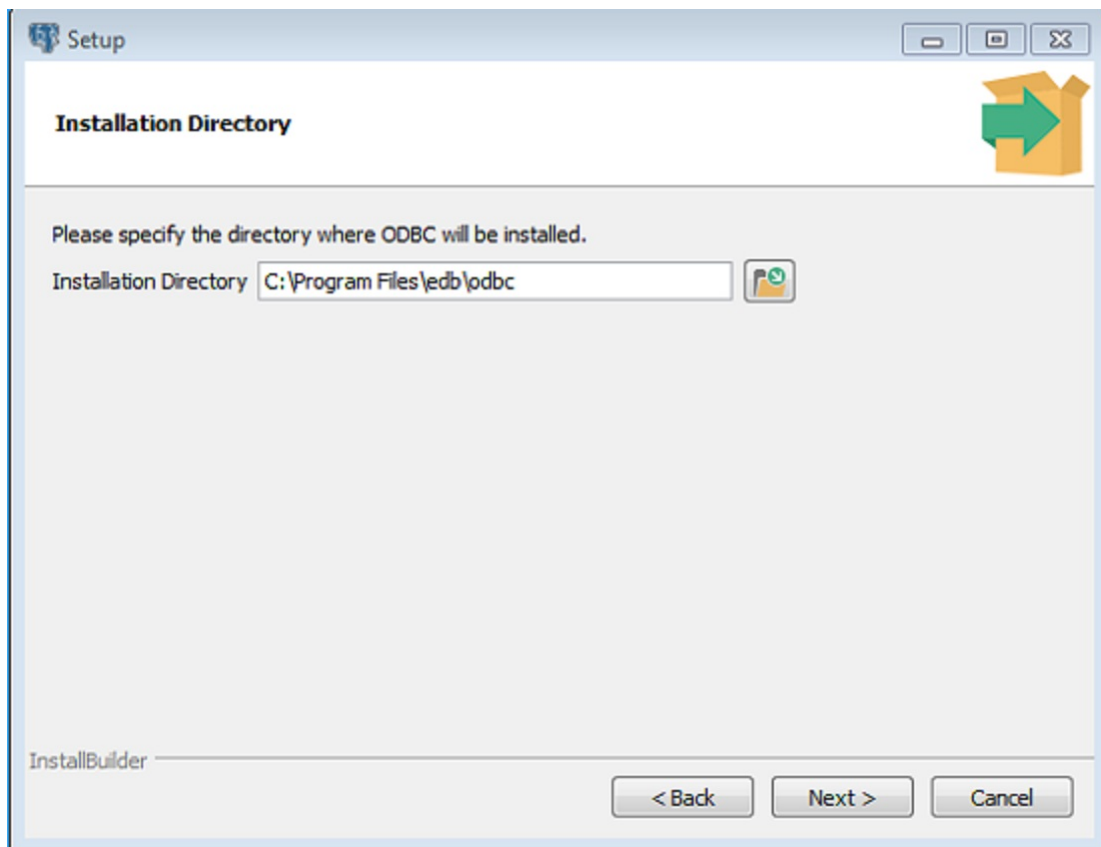 Setup
Installation Directory
Please specify the directory where ODBC will be installed.
Installation Directory C:\Program Files\edb\odbc
InstallBuilder
< Back Next > Cancel